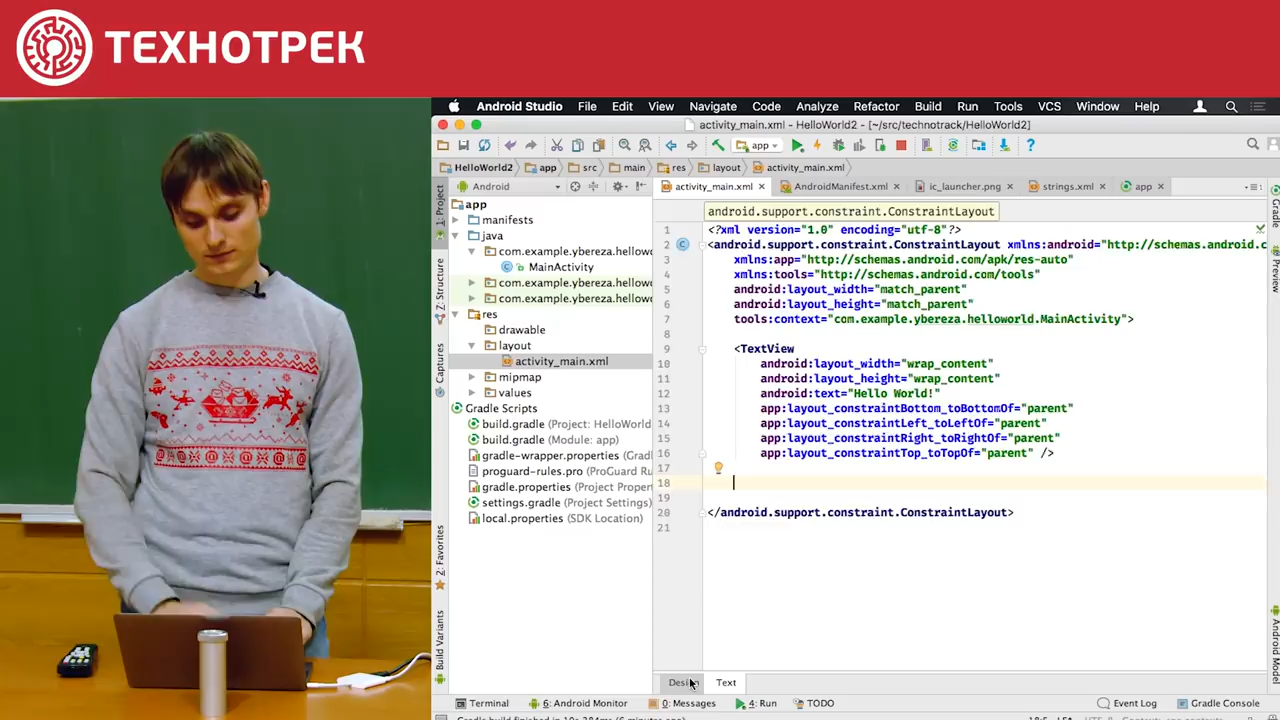 ТЕХНОТРЕК
Android Studio File Edit View Navigate Code Analyze Refactor Build Run Tools VCS Window Help
activity_main.xml - HelloWorld2 - [~/src/technotrack/HelloWorld2]
app
HelloWorld2 app src main res layout activity_main.xml
Android
activity_main.xml AndroidManifest.xml ic_launcher.png strings.xml app
1: Project
Z: Structure
Captures
2: Favorites
Build Variants
app
manifests
java
com.example.ybereza.hellow
MainActivity
com.example.ybereza.hellow
com.example.ybereza.hellow
res
drawable
layout
activity_main.xml
mipmap
values
Gradle Scripts
build.gradle (Project: HelloWorld
build.gradle (Module: app)
gradle-wrapper.properties (Grad
proguard-rules.pro (ProGuard Ru
gradle.properties (Project Proper
settings.gradle (Project Settings)
local.properties (SDK Location)
android.support.constraint.ConstraintLayout
1 <?xml version="1.0" encoding="utf-8"?>
2 <android.support.constraint.ConstraintLayout xmlns:android="http://schemas.android.c
3 xmlns:app="http://schemas.android.com/apk/res-auto"
4 xmlns:tools="http://schemas.android.com/tools"
5 android:layout_width="match_parent"
6 android:layout_height="match_parent"
7 tools:context="com.example.ybereza.helloworld.MainActivity">
8
9 <TextView
10 android:layout_width="wrap_content"
11 android:layout_height="wrap_content"
12 android:text="Hello World!"
13 app:layout_constraintBottom_toBottomOf="parent"
14 app:layout_constraintLeft_toLeftOf="parent"
15 app:layout_constraintRight_toRightOf="parent"
16 app:layout_constraintTop_toTopOf="parent" />
17
18
19
20 </android.support.constraint.ConstraintLayout>
21
Gradle
Preview
Android Model
Design Text
Terminal 6: Android Monitor 0: Messages 4: Run TODO Event Log Gradle Console